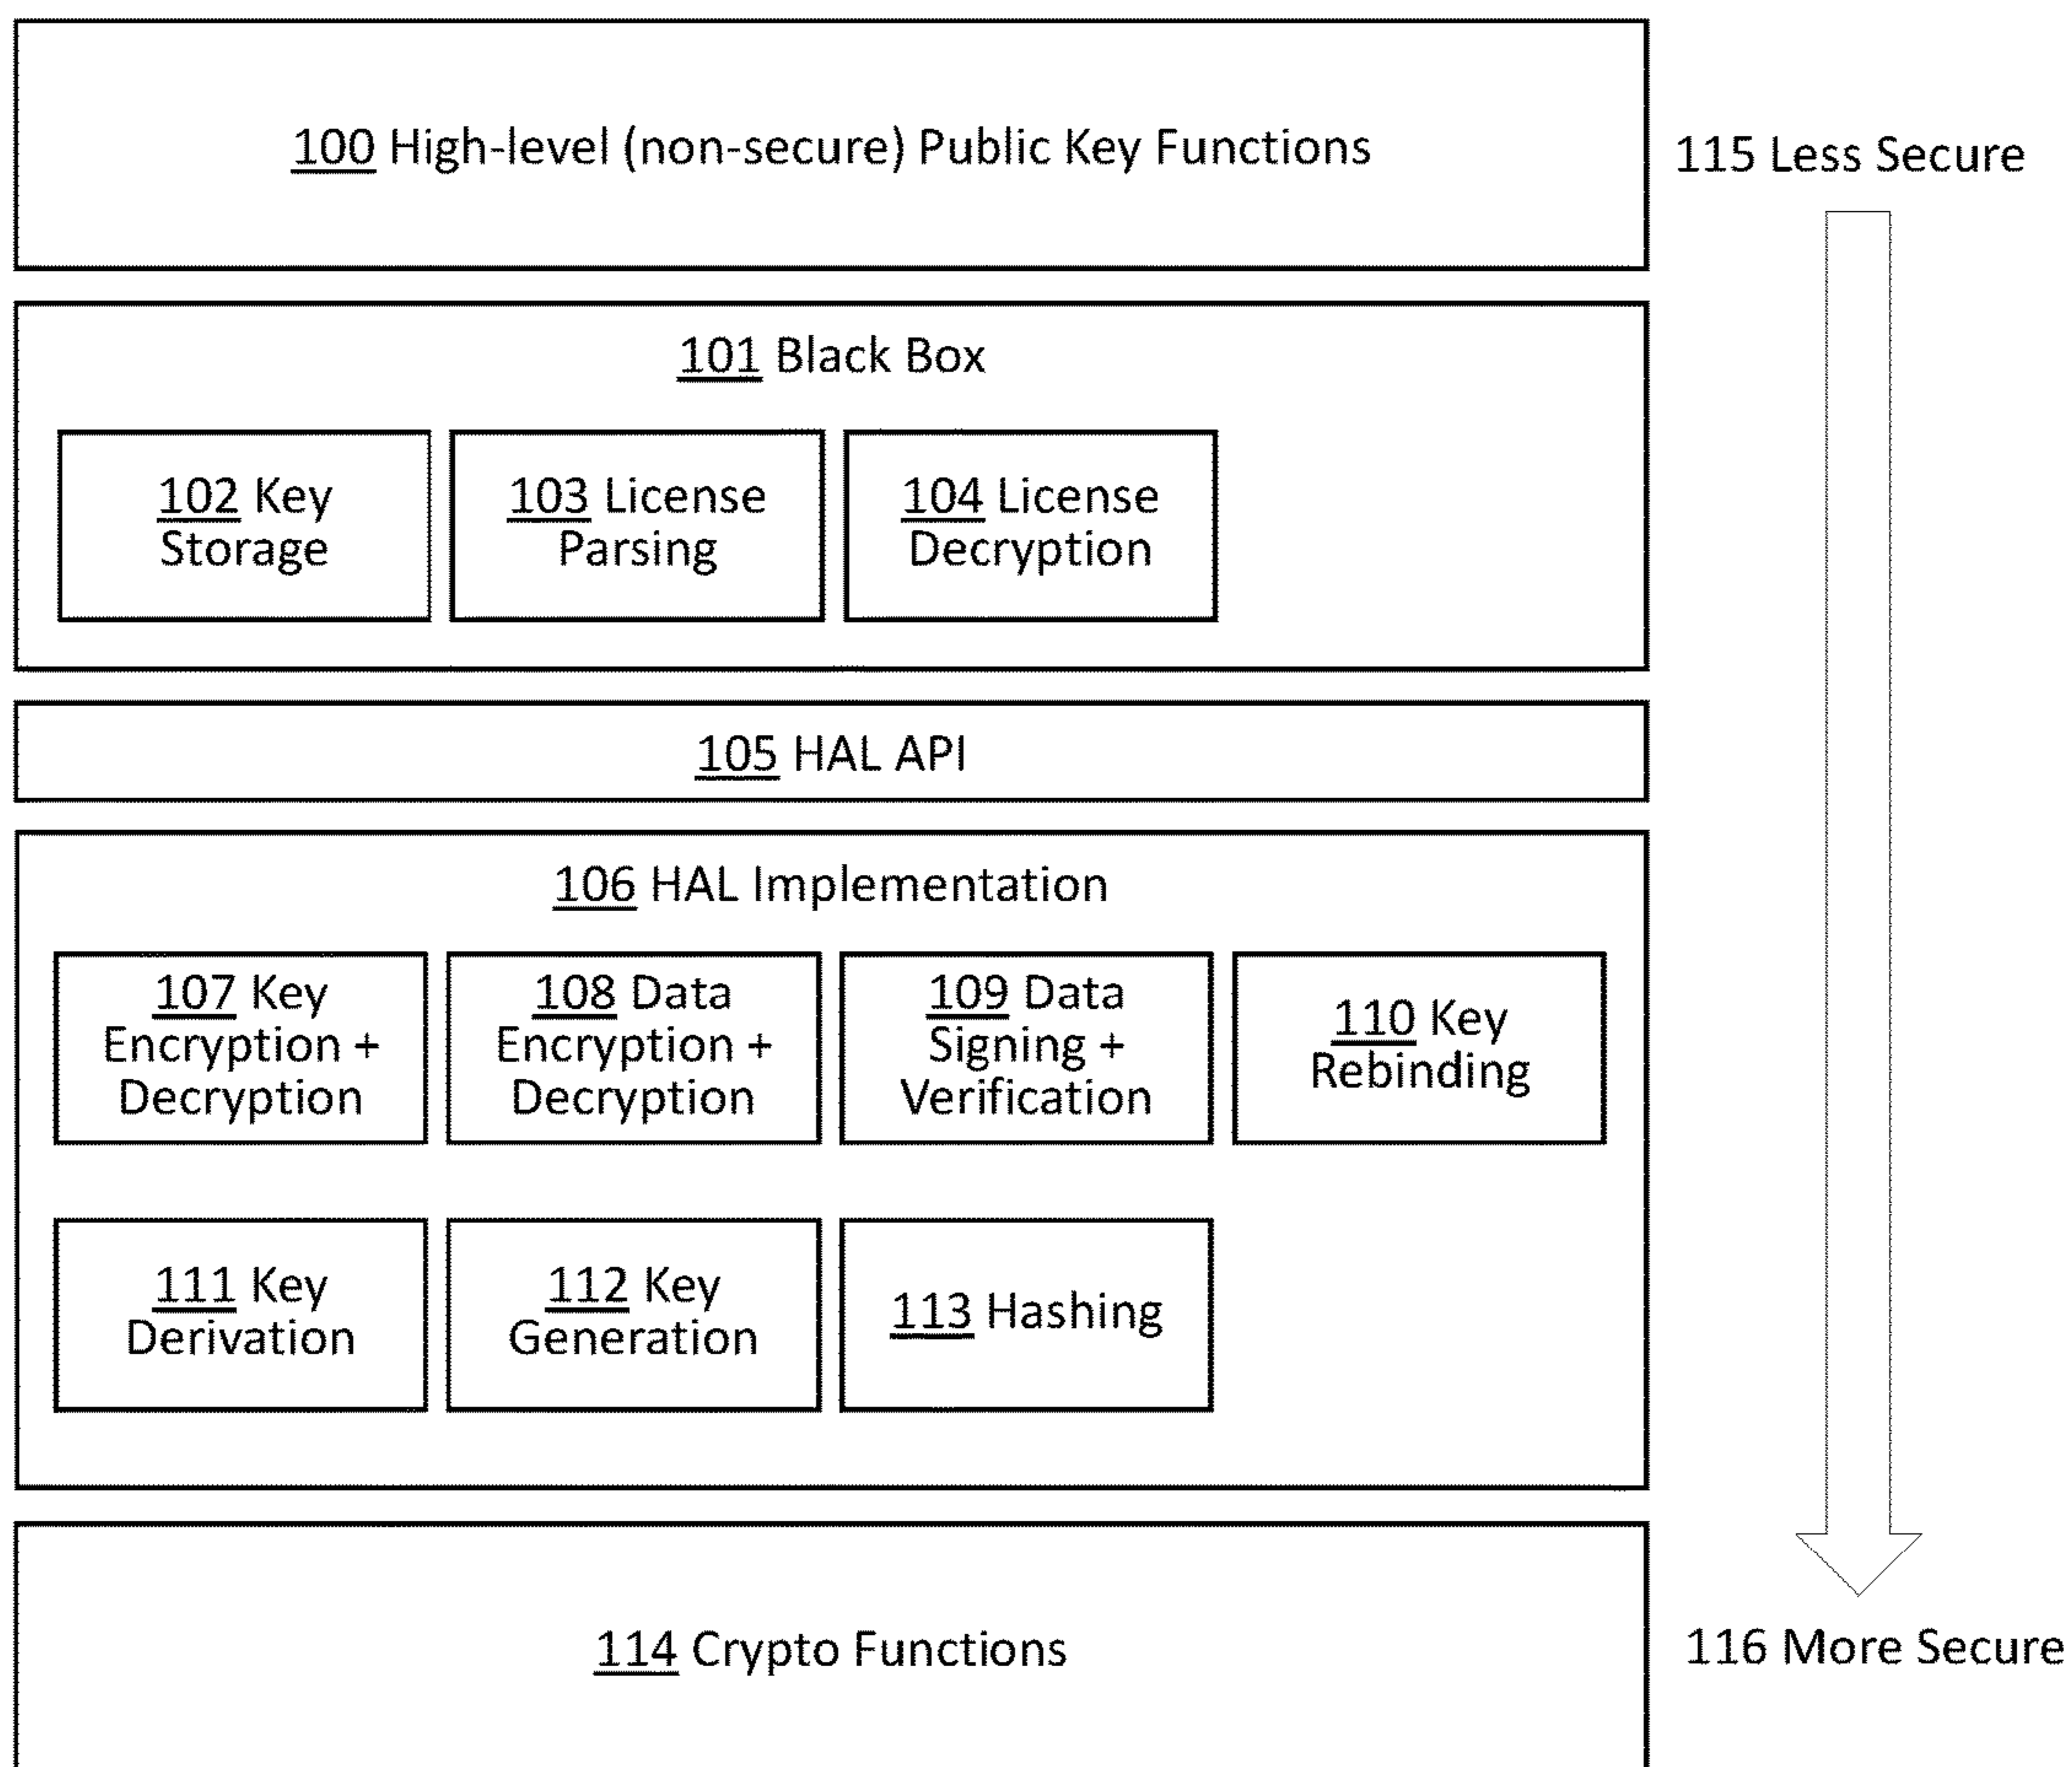 100 High-level (non-secure) Public Key Functions
115 Less Secure
101 Black Box
102 Key
Storage
103 License
Parsing
104 License
Decryption
105 HAL API
106 HAL Implementation
107 Key
Encryption +
Decryption
108 Data
Encryption +
Decryption
109 Data
Signing +
Verification
110 Key
Rebinding
111 Key
Derivation
112 Key
Generation
113 Hashing
114 Crypto Functions
116 More Secure